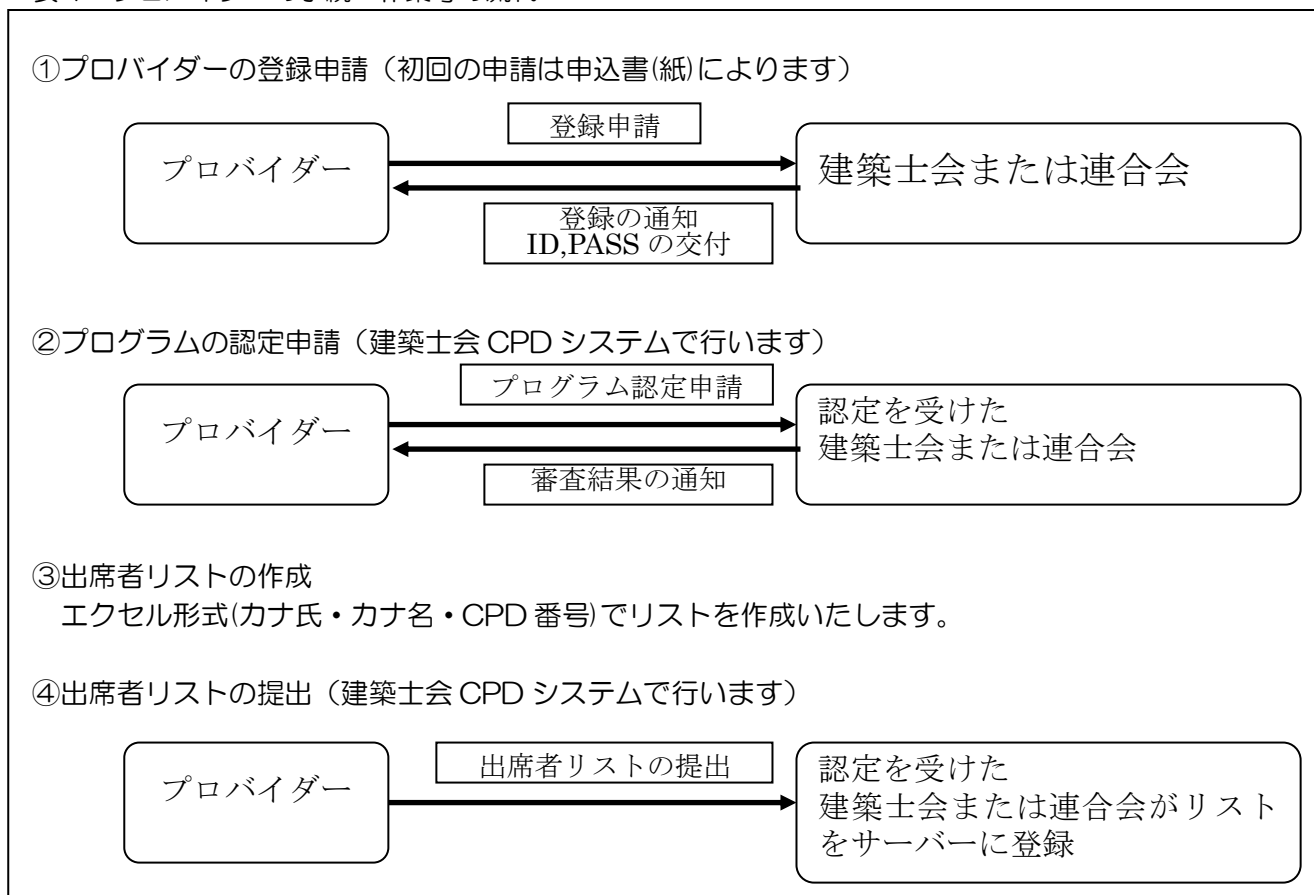 ①プロバイダーの登録申請（初回の申請は申込書(紙)によります）
登録申請
プロバイダー
建築士会または連合会
登録の通知
ID,PASS の交付
②プログラムの認定申請（建築士会 CPD システムで行います）
プログラム認定申請
プロバイダー
認定を受けた
建築士会または連合会
審査結果の通知
③出席者リストの作成
エクセル形式(カナ氏・カナ名・CPD 番号)でリストを作成いたします。
④出席者リストの提出（建築士会 CPD システムで行います）
出席者リストの提出
プロバイダー
認定を受けた
建築士会または連合会がリスト
をサーバーに登録